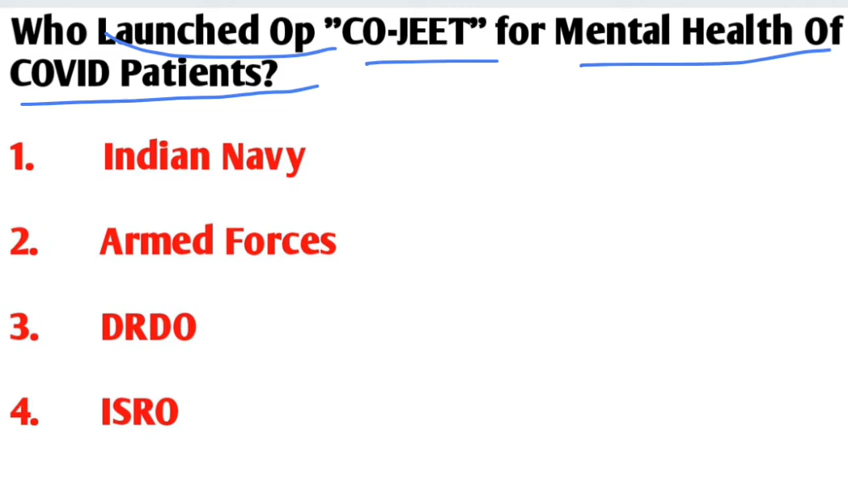 Who Launched Op ”CO-JEET” for Mental Health Of
COVID Patients?
1. Indian Navy
2. Armed Forces
3. DRDO
4. ISRO